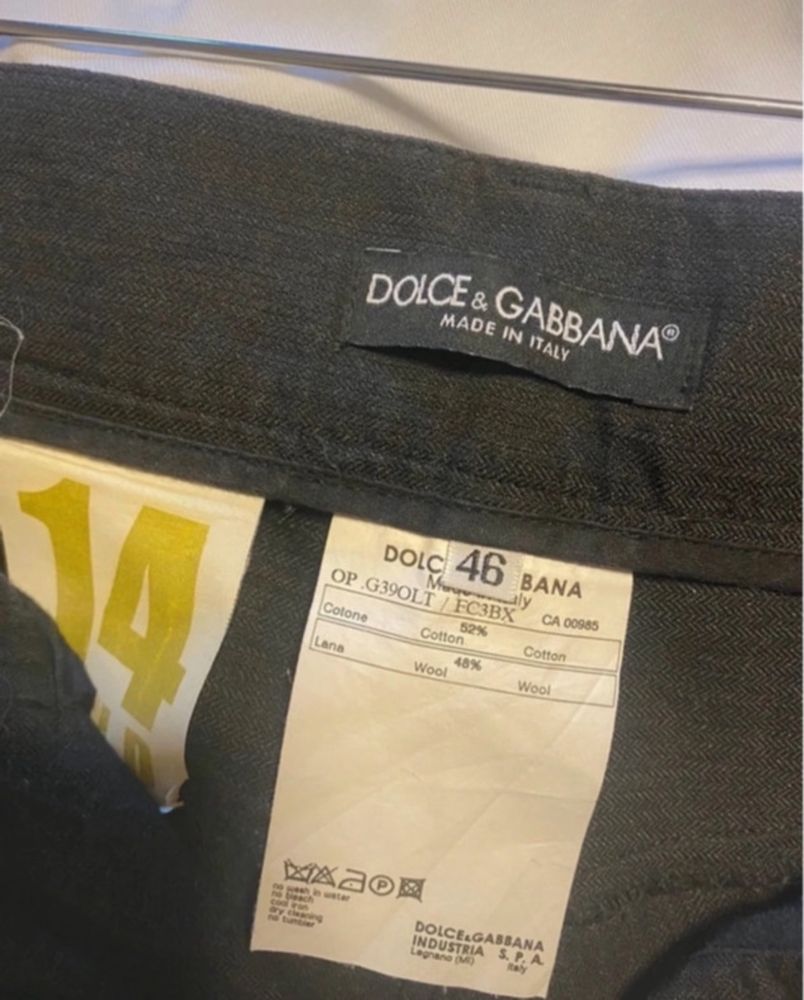 DOLCE & GABBANA®
MADE IN ITALY
14
DOLC 46 BANA
OP .G39OLT / FC3BX CA 00985
Cotone 52% Cotton Cotton
Lana 48% Wool Wool
no wash in water
no bleach
cool iron
dry cleaning
no tumbler
P
DOLCE&GABBANA
INDUSTRIA S. P. A.
Legnano (MI) Italy